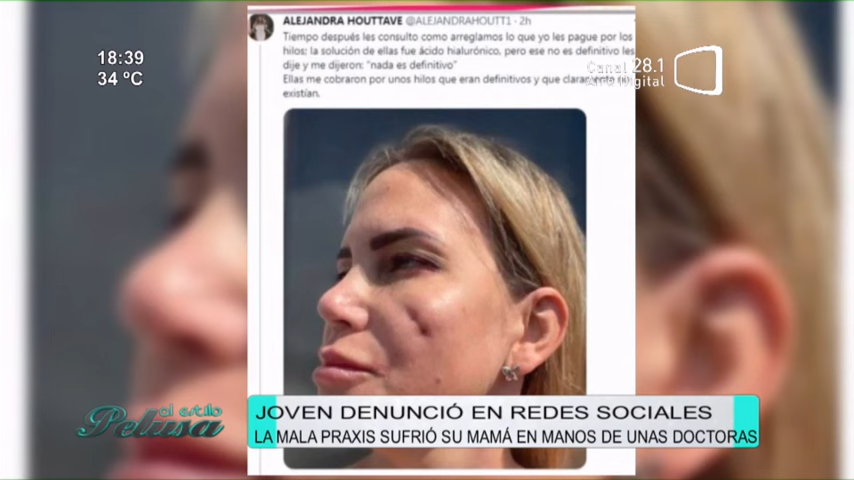 ALEJANDRA HOUTTAVE @ALEJANDRAHOUTT1 · 2h
Tiempo después les consulto como arreglamos lo que yo les pague por los
hilos: la solución de ellas fue ácido hialurónico, pero ese no es definitivo les
dije y me dijeron: "nada es definitivo"
Ellas me cobraron por unos hilos que eran definitivos y que claramente no
existían.
18:39
34 ºC
Canal 28.1
Aire Digital
al estilo
Pelusa
JOVEN DENUNCIÓ EN REDES SOCIALES
LA MALA PRAXIS SUFRIÓ SU MAMÁ EN MANOS DE UNAS DOCTORAS